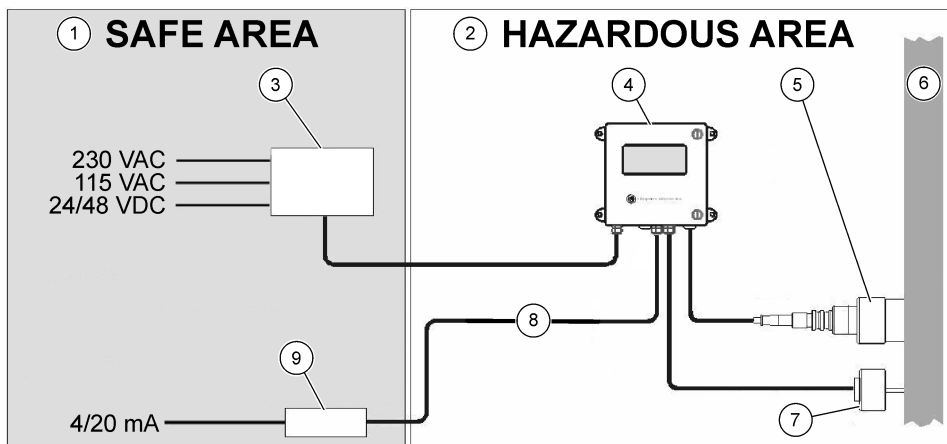 1 SAFE AREA
2 HAZARDOUS AREA
3
4
5
6
230 VAC
115 VAC
24/48 VDC
8
9
7
4/20 mA